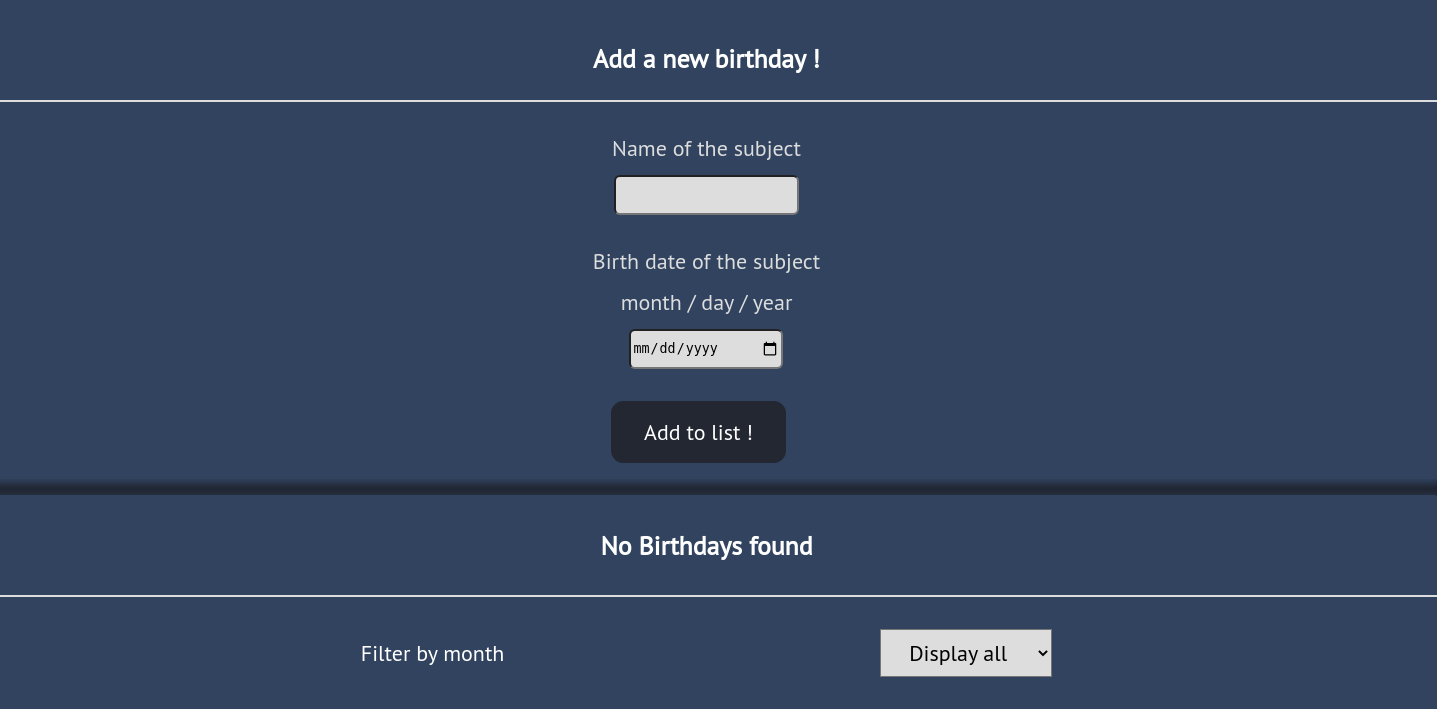 Add a new birthday !
Name of the subject
Birth date of the subject
month / day / year
mm/dd/yyyy
Add to list !
No Birthdays found
Filter by month
Display all